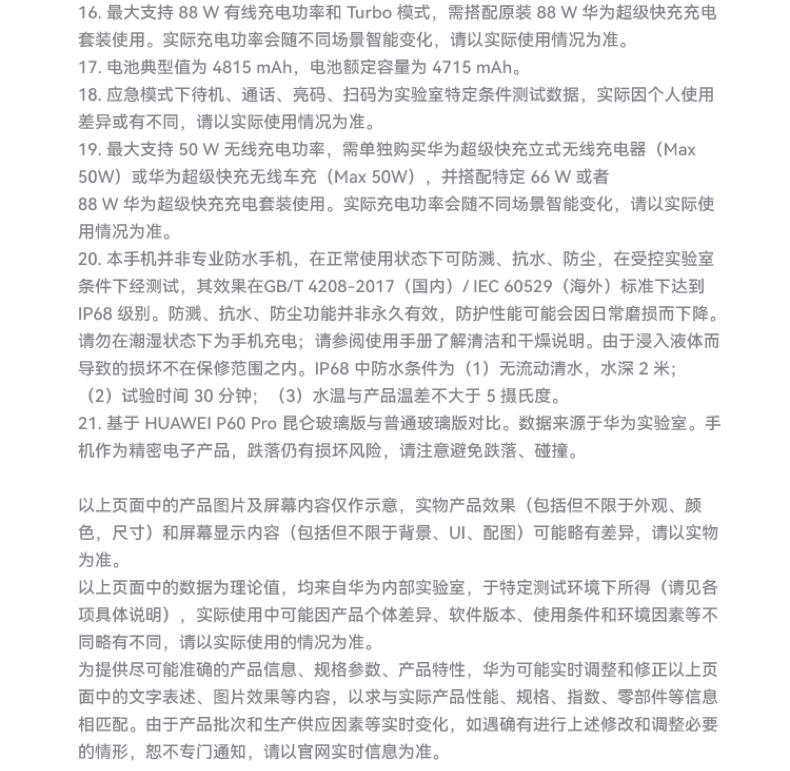 16. 最大支持 88 W 有线充电功率和 Turbo 模式，需搭配原装 88 W 华为超级快充充电
套装使用。实际充电功率会随不同场景智能变化，请以实际使用情况为准。
17. 电池典型值为 4815 mAh，电池额定容量为 4715 mAh。
18. 应急模式下待机、通话、亮码、扫码为实验室特定条件测试数据，实际因个人使用
差异或有不同，请以实际使用情况为准。
19. 最大支持 50 W 无线充电功率，需单独购买华为超级快充立式无线充电器（Max
50W）或华为超级快充无线车充（Max 50W），并搭配特定 66 W 或者
88 W 华为超级快充充电套装使用。实际充电功率会随不同场景智能变化，请以实际使
用情况为准。
20. 本手机并非专业防水手机，在正常使用状态下可防溅、抗水、防尘，在受控实验室
条件下经测试，其效果在GB/T 4208-2017（国内）/ IEC 60529（海外）标准下达到
IP68 级别。防溅、抗水、防尘功能并非永久有效，防护性能可能会因日常磨损而下降。
请勿在潮湿状态下为手机充电；请参阅使用手册了解清洁和干燥说明。由于浸入液体而
导致的损坏不在保修范围之内。IP68 中防水条件为（1）无流动清水，水深 2 米；
（2）试验时间 30 分钟；（3）水温与产品温差不大于 5 摄氏度。
21. 基于 HUAWEI P60 Pro 昆仑玻璃版与普通玻璃版对比。数据来源于华为实验室。手
机作为精密电子产品，跌落仍有损坏风险，请注意避免跌落、碰撞。
以上页面中的产品图片及屏幕内容仅作示意，实物产品效果（包括但不限于外观、颜
色，尺寸）和屏幕显示内容（包括但不限于背景、UI、配图）可能略有差异，请以实物
为准。
以上页面中的数据为理论值，均来自华为内部实验室，于特定测试环境下所得（请见各
项具体说明），实际使用中可能因产品个体差异、软件版本、使用条件和环境因素等不
同略有不同，请以实际使用的情况为准。
为提供尽可能准确的产品信息、规格参数、产品特性，华为可能实时调整和修正以上页
面中的文字表述、图片效果等内容，以求与实际产品性能、规格、指数、零部件等信息
相匹配。由于产品批次和生产供应因素等实时变化，如遇确有进行上述修改和调整必要
的情形，恕不专门通知，请以官网实时信息为准。